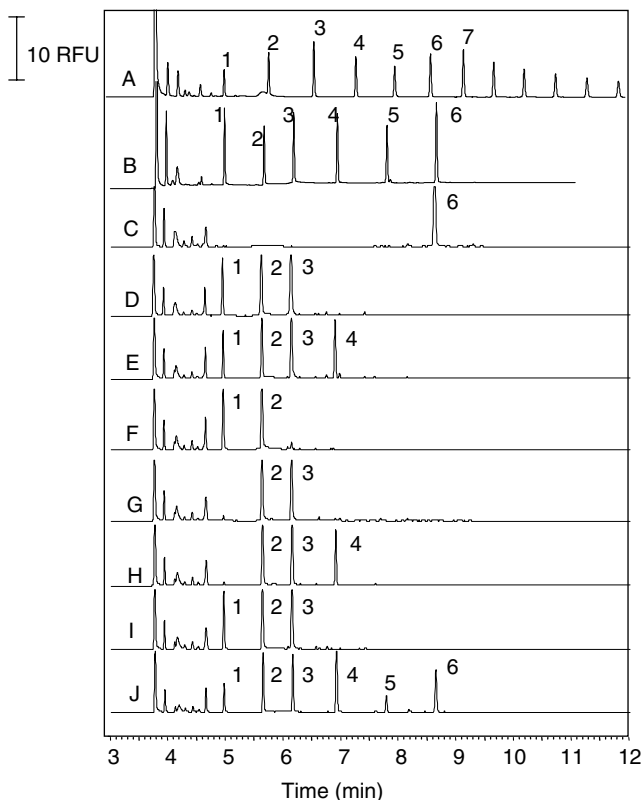 10 RFU
A 1 2 3 4 5 6 7
B 1 2 3 4 5 6
C 6
D 1 2 3
E 1 2 3 4
F 1 2
G 2 3
H 2 3 4
I 1 2 3
J 1 2 3 4 5 6
3 4 5 6 7 8 9 10 11 12
Time (min)